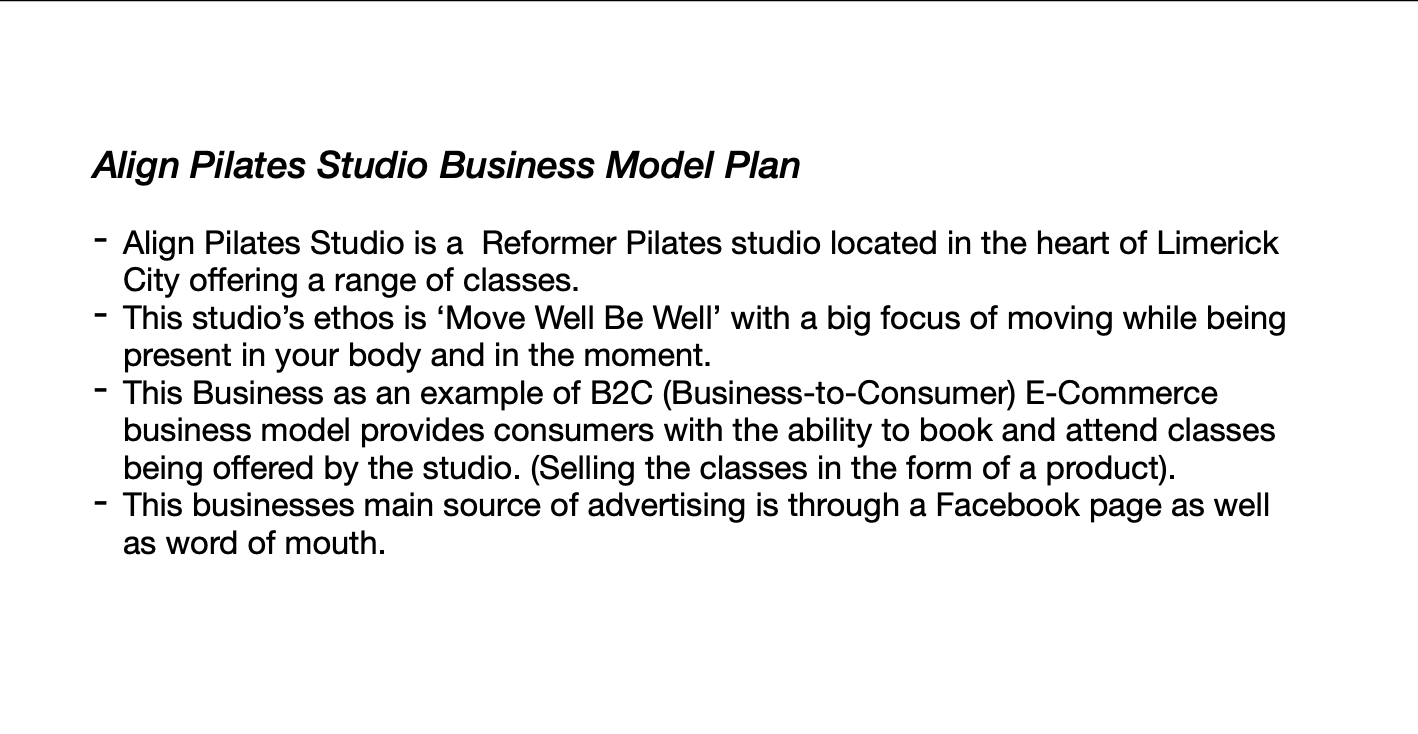 Align Pilates Studio Business Model Plan
- Align Pilates Studio is a  Reformer Pilates studio located in the heart of Limerick
City offering a range of classes.
- This studio’s ethos is ‘Move Well Be Well’ with a big focus of moving while being
present in your body and in the moment.
- This Business as an example of B2C (Business-to-Consumer) E-Commerce
business model provides consumers with the ability to book and attend classes
being offered by the studio. (Selling the classes in the form of a product).
- This businesses main source of advertising is through a Facebook page as well
as word of mouth.